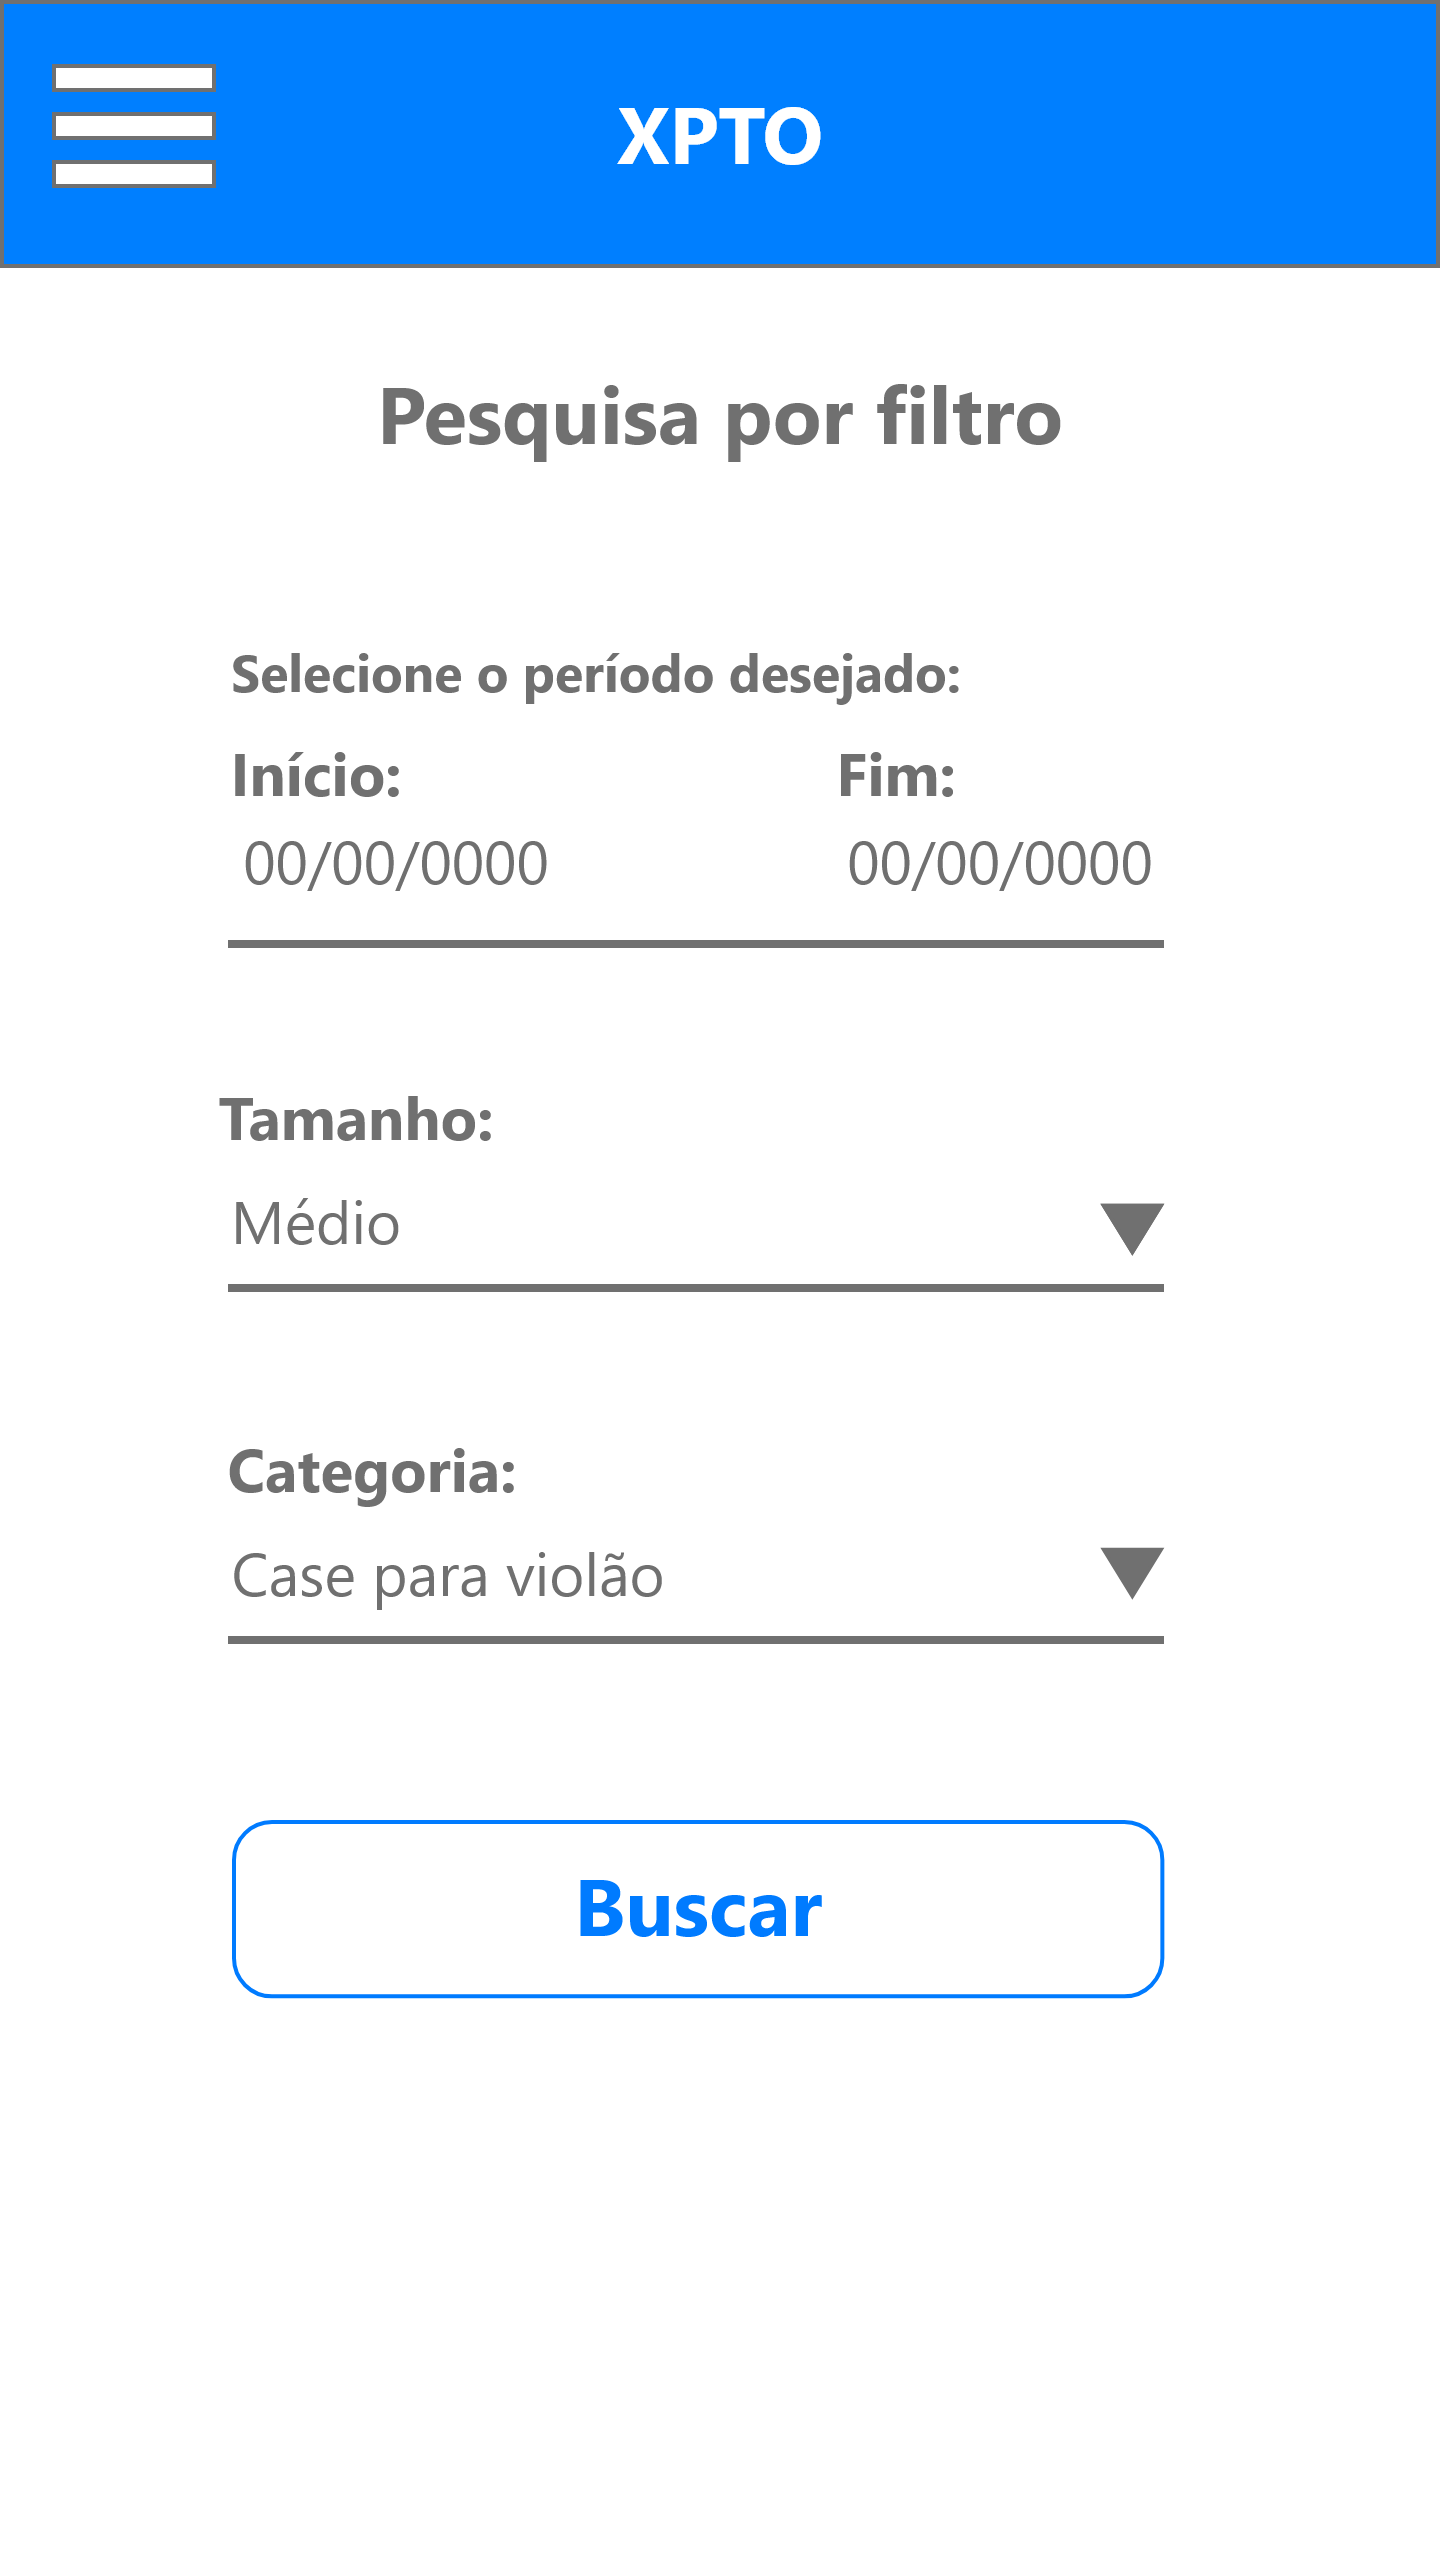 XPTO
Pesquisa por filtro
Selecione o período desejado:
Início: Fim:
00/00/0000 00/00/0000
Tamanho:
Médio
Categoria:
Case para violão
Buscar